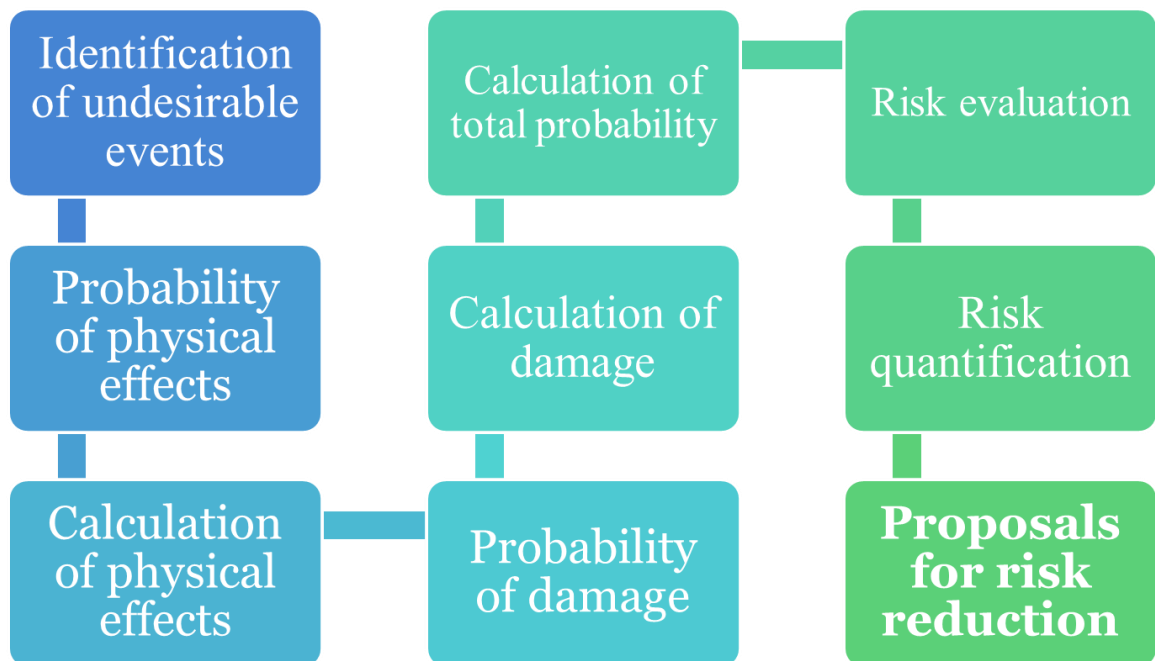 Identification
of undesirable
events
Probability
of physical
effects
Calculation
of physical
effects
Probability
of damage
Calculation of
damage
Calculation of
total probability
Risk evaluation
Risk
quantification
Proposals
for risk
reduction